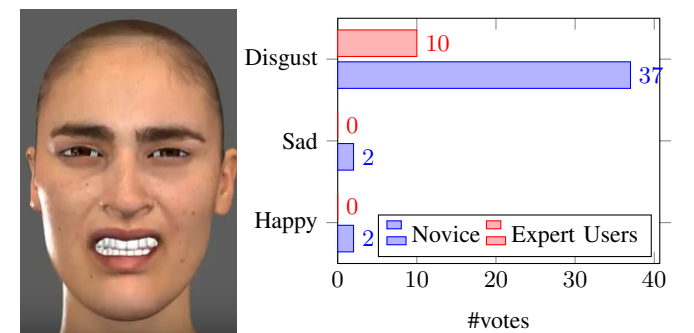 Disgust
10
37
Sad
0
2
Happy
0
2
Novice Expert Users
0 10 20 30 40
#votes